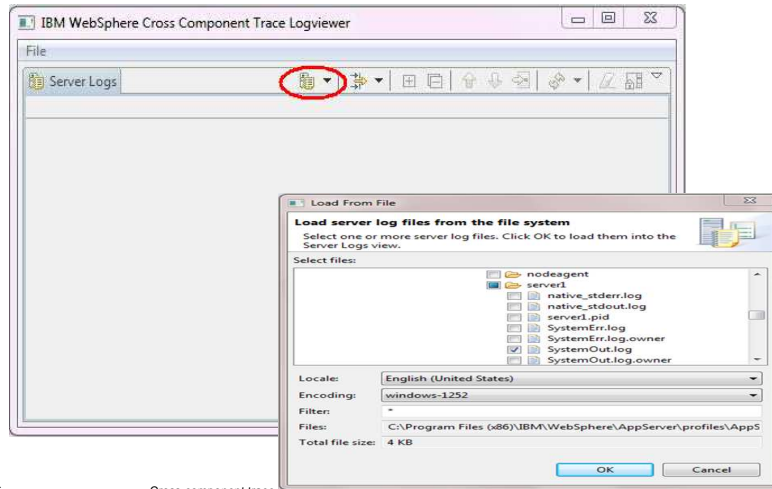 IBM WebSphere Cross Component Trace Logviewer
File
Server Logs
Load From File
Load server log files from the file system
Select one or more server log files. Click OK to load them into the
Server Logs view.
Select files:
nodeagent
server1
native_stderr.log
native_stdout.log
server1.pid
SystemErr.log
SystemErr.log.owner
SystemOut.log
SystemOut.log.owner
Locale: English (United States)
Encoding: windows-1252
Filter: *
Files: C:\Program Files (x86)\IBM\WebSphere\AppServer\profiles\AppS
Total file size: 4 KB
OK Cancel